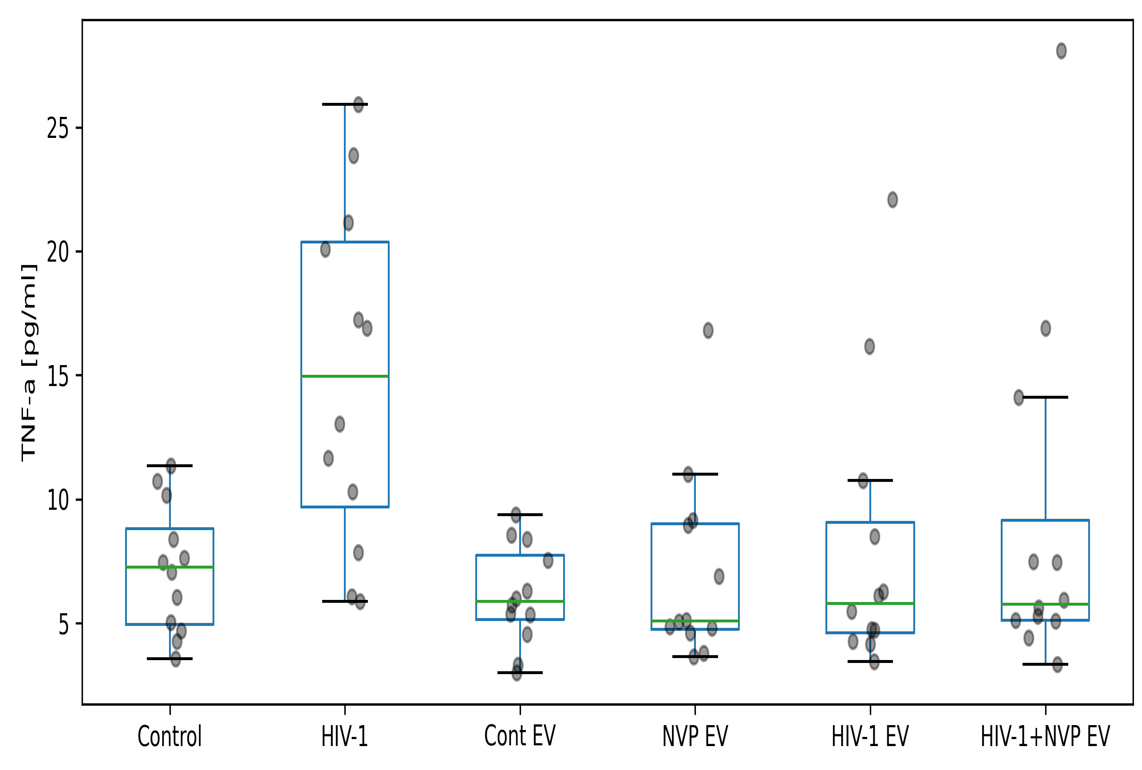 TNF-a [pg/ml]
25
20
15
10
5
Control HIV-1 Cont EV NVP EV HIV-1 EV HIV-1+NVP EV